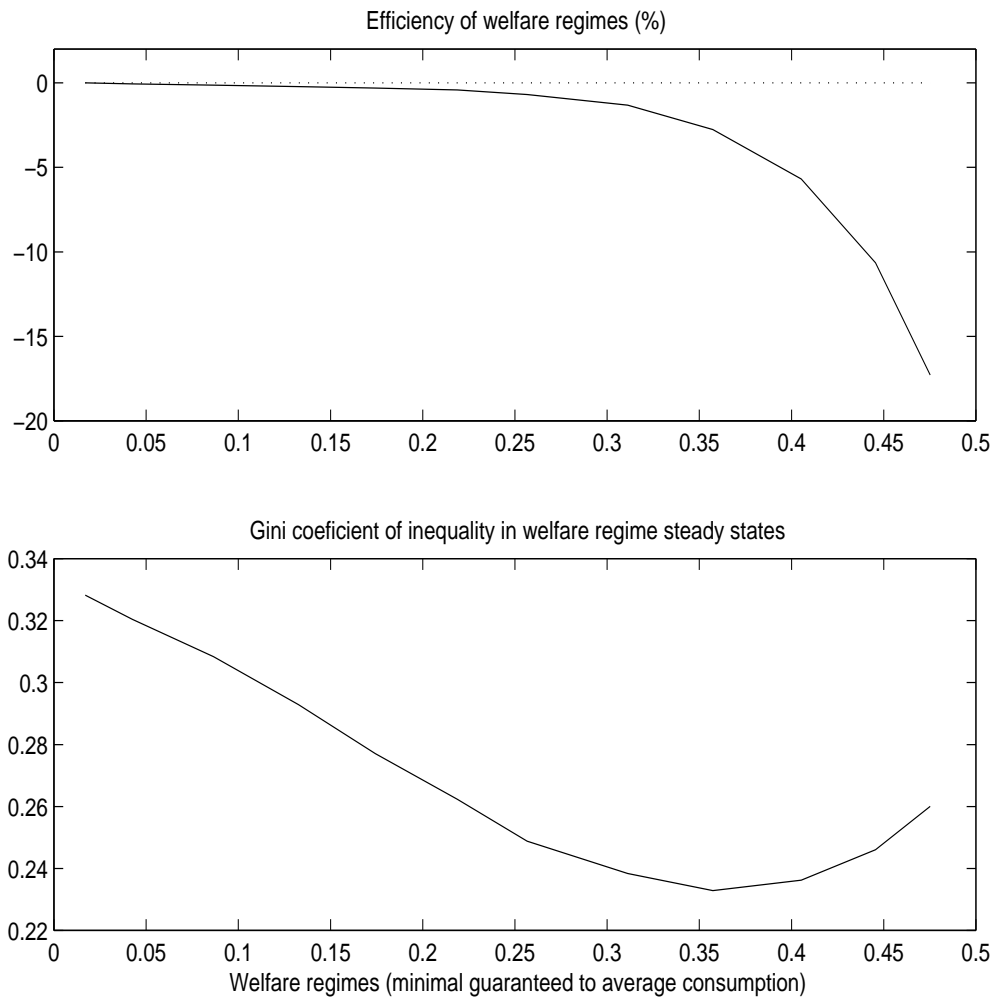 Efficiency of welfare regimes (%)
0
−5
−10
−15
−20
0 0.05 0.1 0.15 0.2 0.25 0.3 0.35 0.4 0.45 0.5
Gini coeficient of inequality in welfare regime steady states
0.34
0.32
0.3
0.28
0.26
0.24
0.22
0 0.05 0.1 0.15 0.2 0.25 0.3 0.35 0.4 0.45 0.5
Welfare regimes (minimal guaranteed to average consumption)